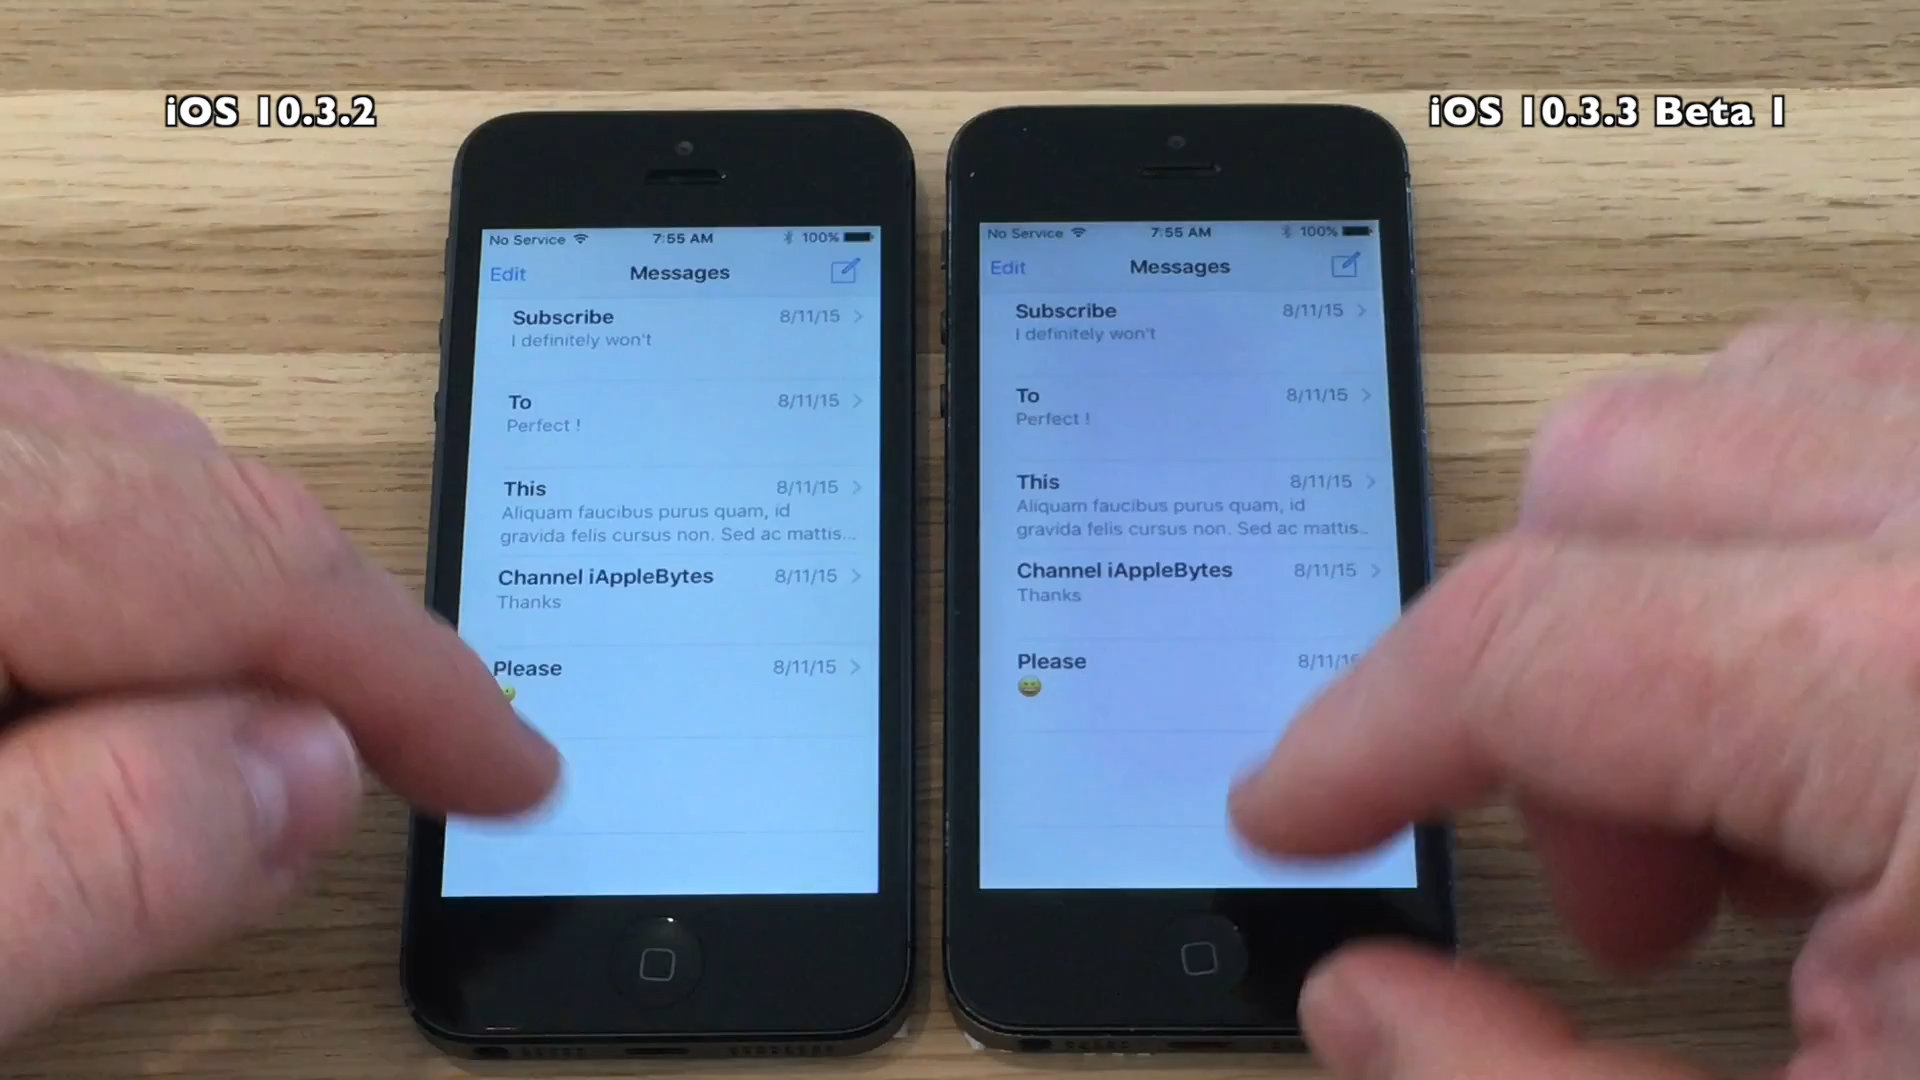 iOS 10.3.2
iOS 10.3.3 Beta 1
No Service 7:55 AM 100%
Edit Messages
Subscribe 8/11/15
I definitely won't
To 8/11/15
Perfect !
This 8/11/15
Aliquam faucibus purus quam, id
gravida felis cursus non. Sed ac mattis...
Channel iAppleBytes 8/11/15
Thanks
Please 8/11/15
No Service 7:55 AM 100%
Edit Messages
Subscribe 8/11/15
I definitely won't
To 8/11/15
Perfect !
This 8/11/15
Aliquam faucibus purus quam, id
gravida felis cursus non. Sed ac mattis...
Channel iAppleBytes 8/11/15
Thanks
Please 8/11/15